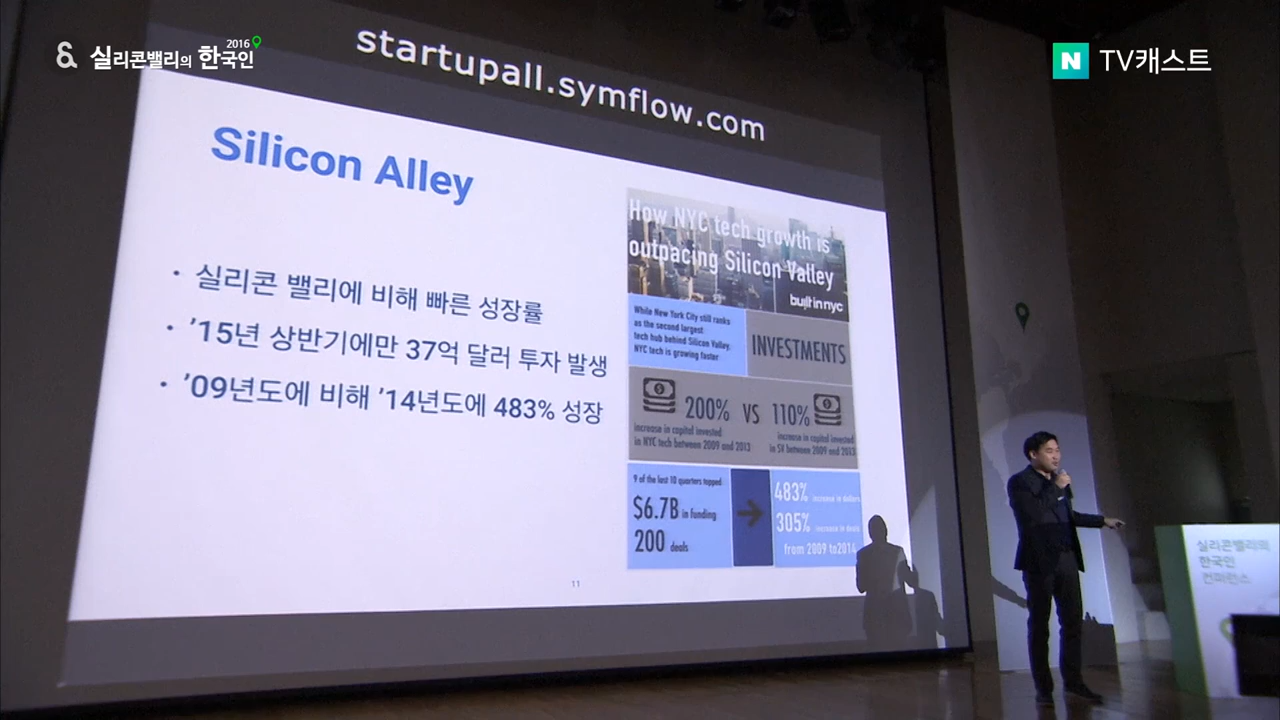 & 실리콘밸리의 한국인
2016
N TV캐스트
startupall.symflow.com
Silicon Alley
• 실리콘 밸리에 비해 빠른 성장률
• ’15년 상반기에만 37억 달러 투자 발생
• ’09년도에 비해 ’14년도에 483% 성장
How NYC tech growth is
outpacing Silicon Valley
built in nyc
While New York City still ranks
as the second largest
tech hub behind Silicon Valley,
NYC tech is growing faster
INVESTMENTS
200% VS 110%
increase in capital invested
in NYC tech between 2009 and 2013
increase in capital invested
in SV between 2009 and 2013
9 of the last 10 quarters topped
$6.7B in funding
200 deals
483% increase in dollars
305% increase in deals
from 2009 to2014
11
실리콘밸리의
한국인
컨퍼런스